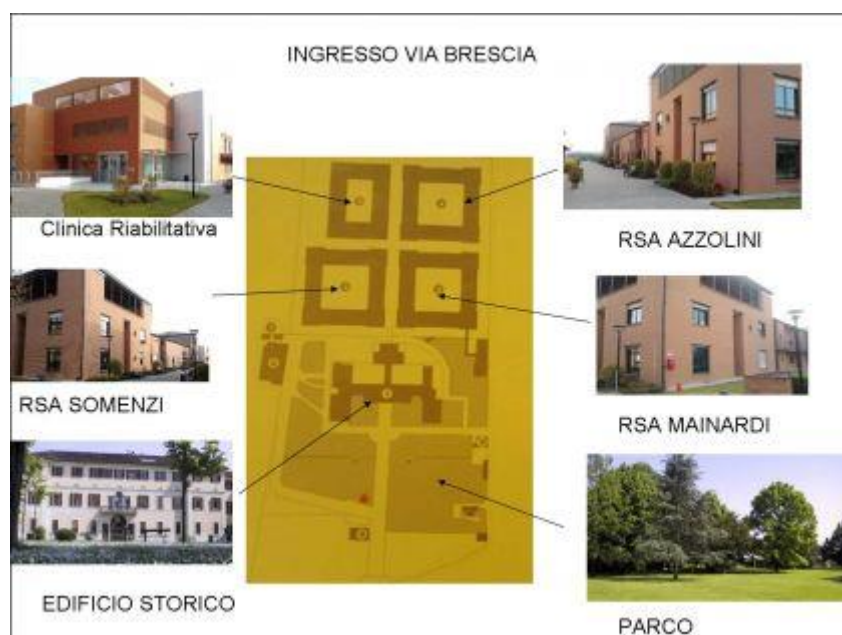 INGRESSO VIA BRESCIA
Clinica Riabilitativa
RSA AZZOLINI
RSA SOMENZI
RSA MAINARDI
EDIFICIO STORICO
PARCO